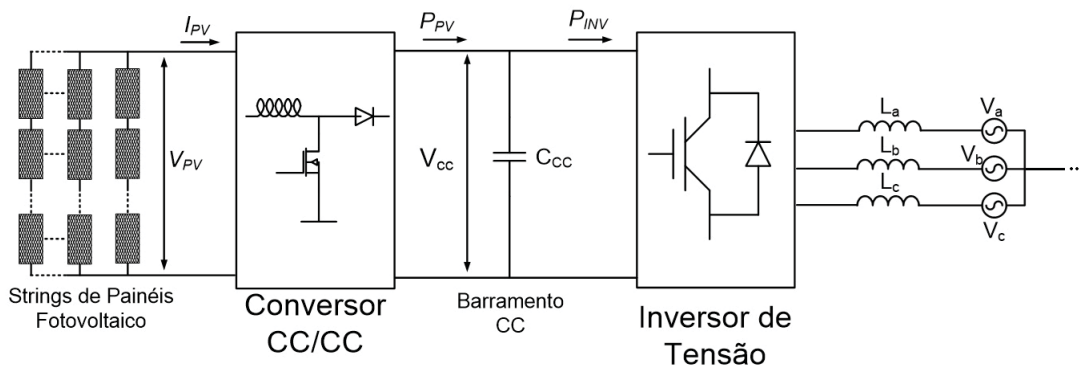 I_PV
P_PV
P_INV
V_PV
V_cc
C_CC
L_a
L_b
L_c
V_a
V_b
V_c
Strings de Painéis
Fotovoltaico
Conversor
CC/CC
Barramento
CC
Inversor de
Tensão